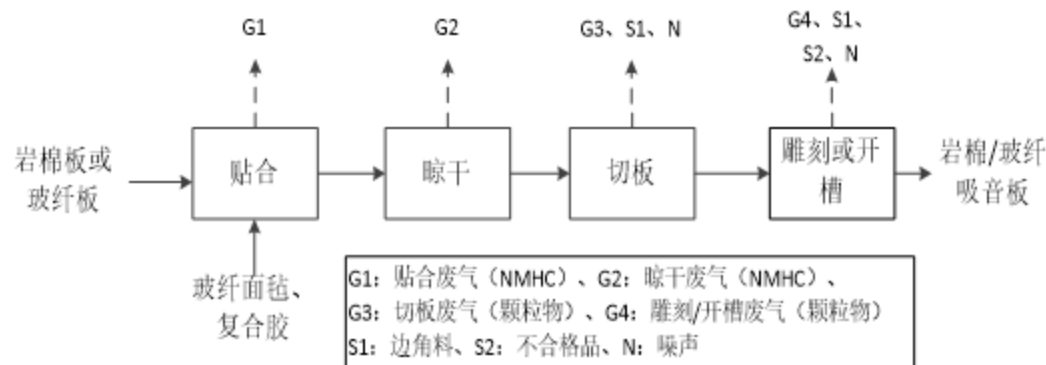 G1
G2
G3、S1、N
G4、S1、
S2、N
岩棉板或
玻纤板
贴合
晾干
切板
雕刻或开
槽
岩棉/玻纤
吸音板
玻纤面毡、
复合胶
G1：贴合废气（NMHC）、G2：晾干废气（NMHC）、
G3：切板废气（颗粒物）、G4：雕刻/开槽废气（颗粒物）
S1：边角料、S2：不合格品、N：噪声